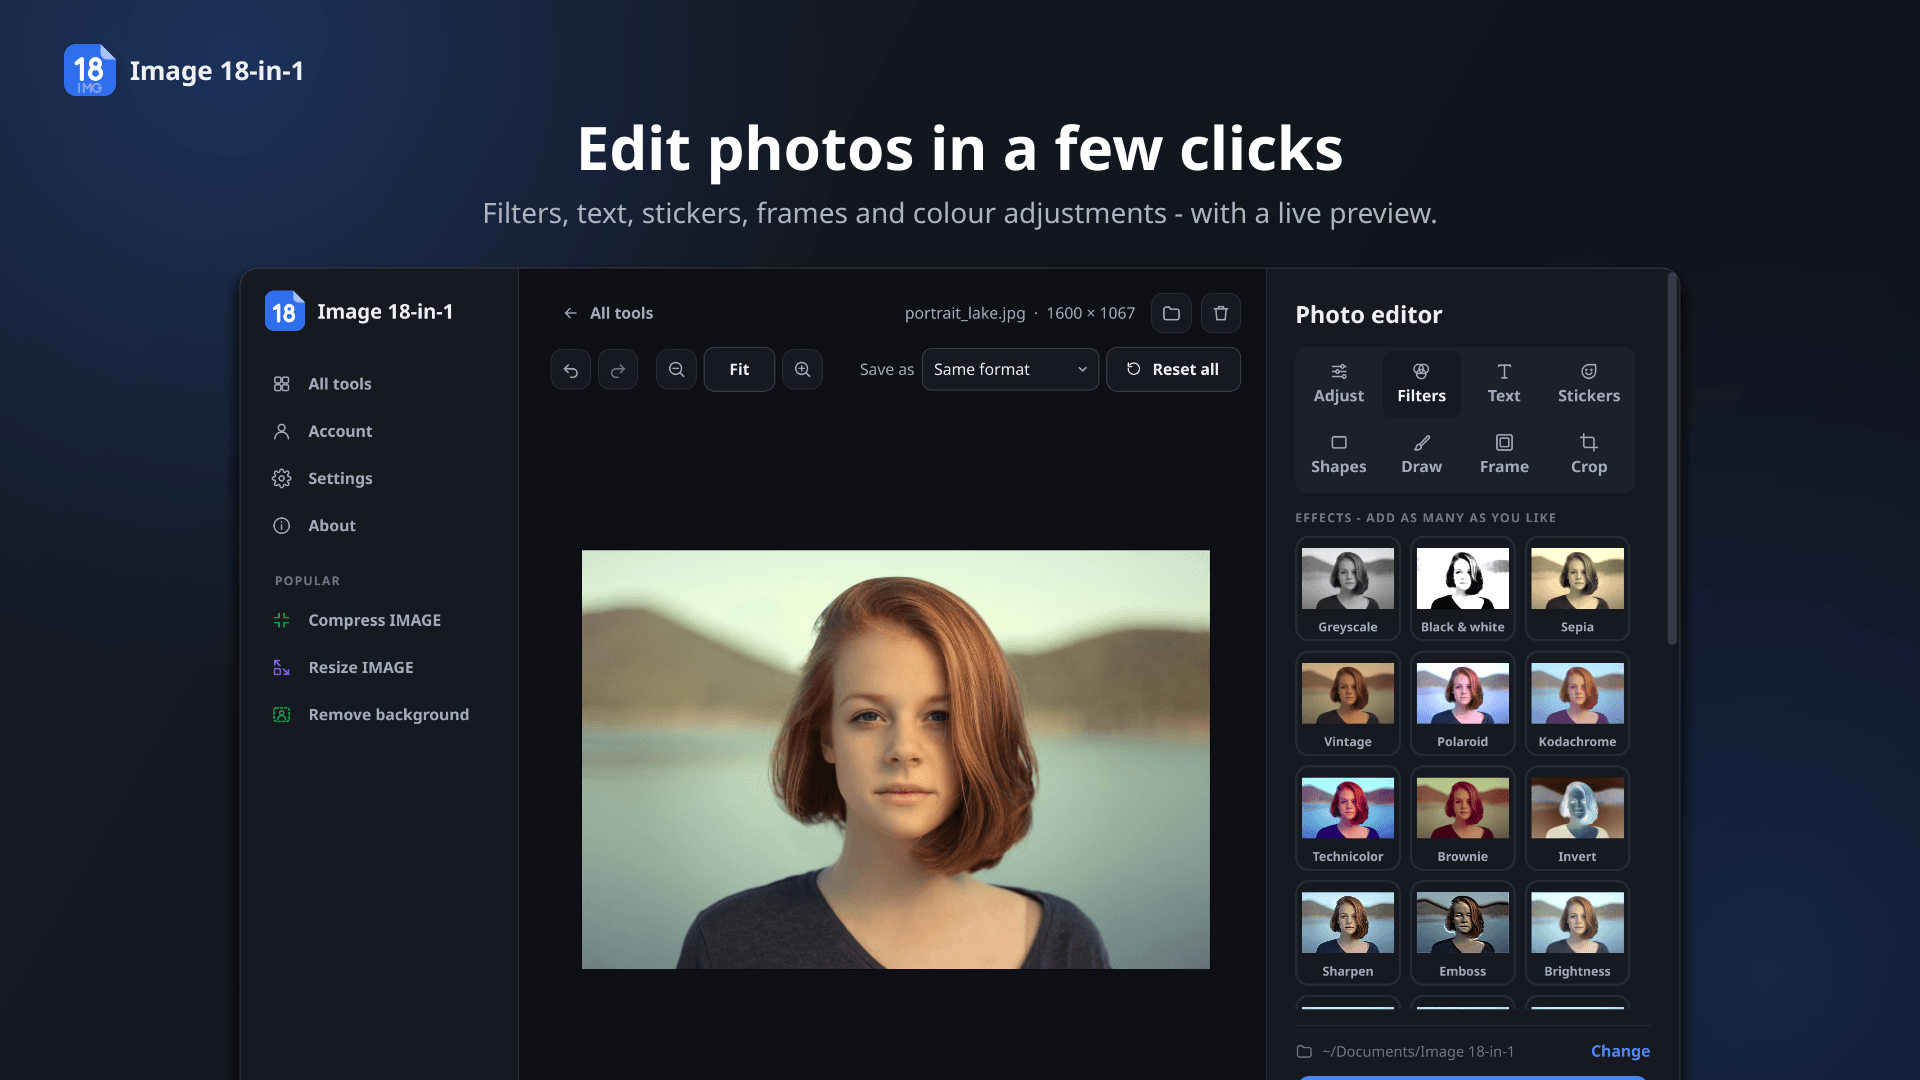 18
IMG
Image 18-in-1
Edit photos in a few clicks
Filters, text, stickers, frames and colour adjustments - with a live preview.
18
Image 18-in-1
All tools
Account
Settings
About
POPULAR
Compress IMAGE
Resize IMAGE
Remove background
All tools
portrait_lake.jpg · 1600 × 1067
Fit
Save as
Same format
Reset all
Photo editor
Adjust Filters Text Stickers
Shapes Draw Frame Crop
EFFECTS - ADD AS MANY AS YOU LIKE
Greyscale Black & white Sepia
Vintage Polaroid Kodachrome
Technicolor Brownie Invert
Sharpen Emboss Brightness
~/Documents/Image 18-in-1 Change